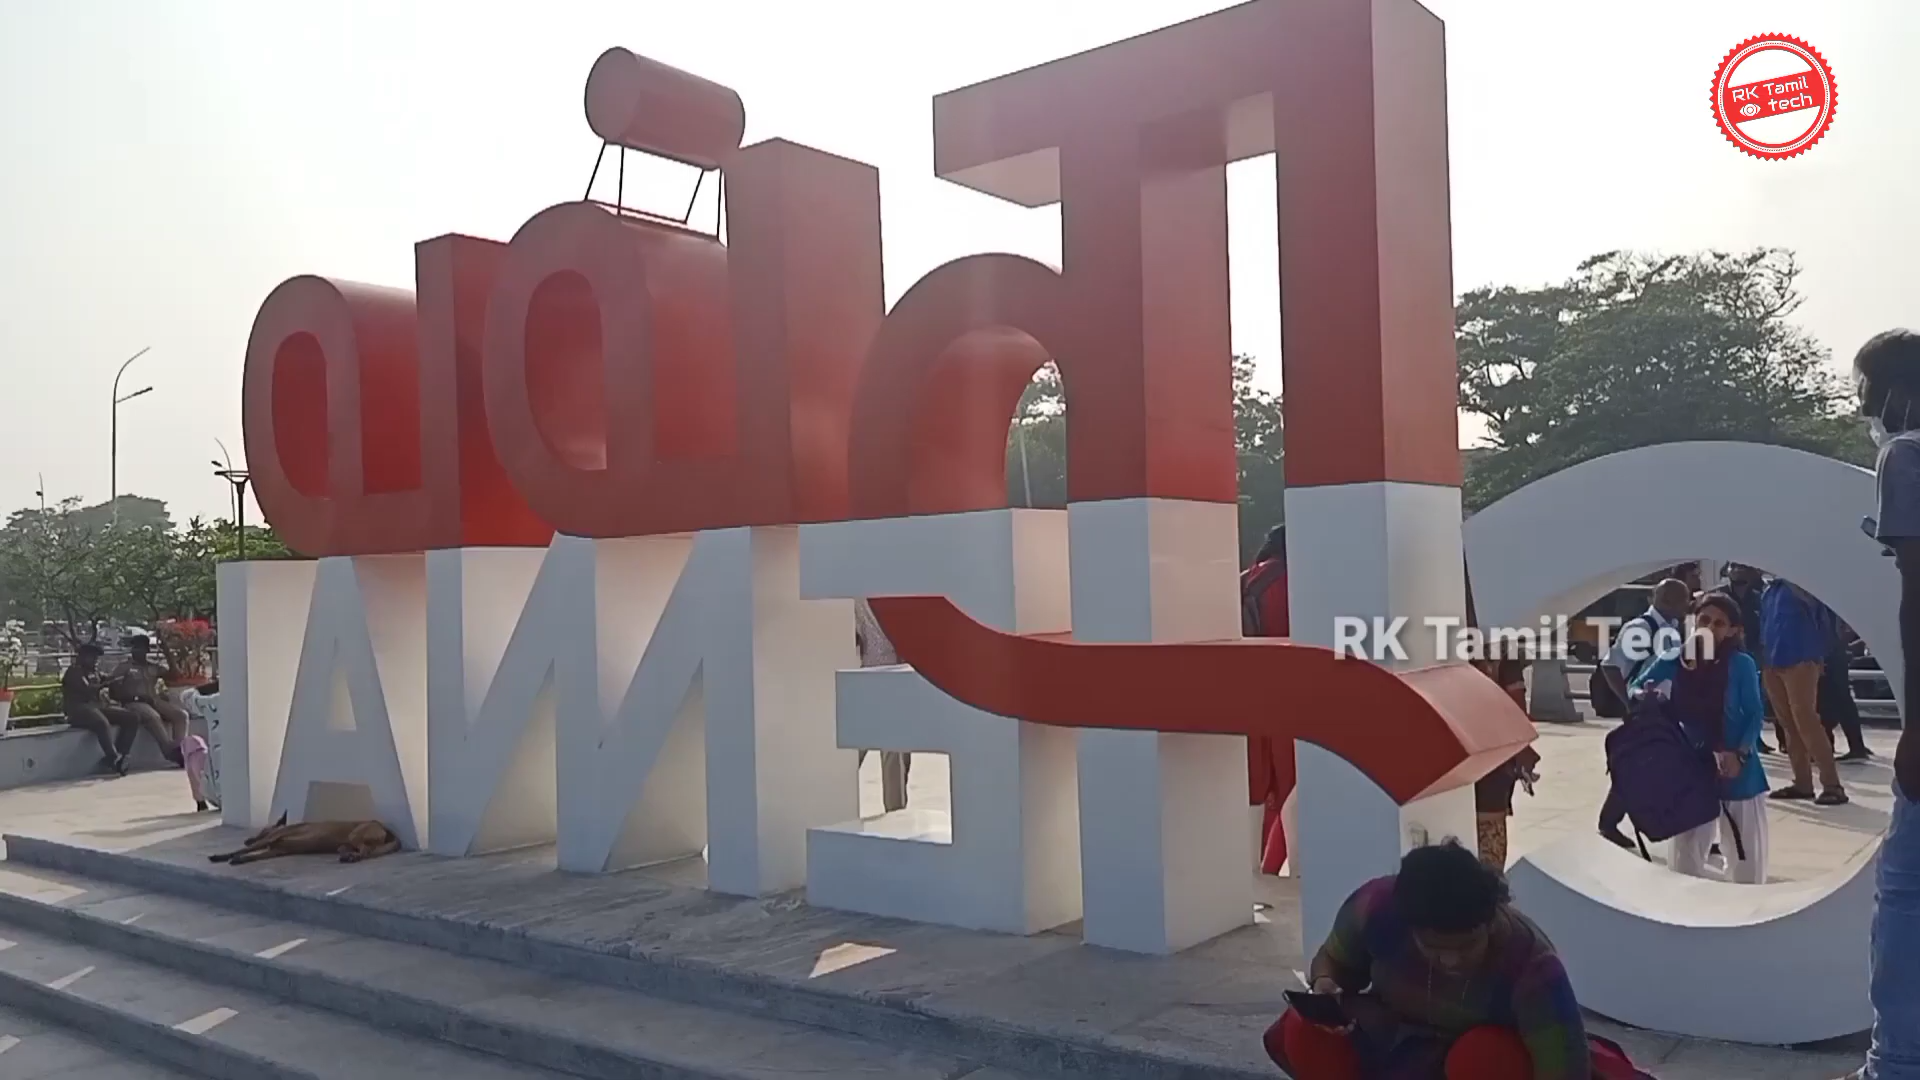 நம்ம
CHENNAI
RK Tamil
tech
RK Tamil Tech